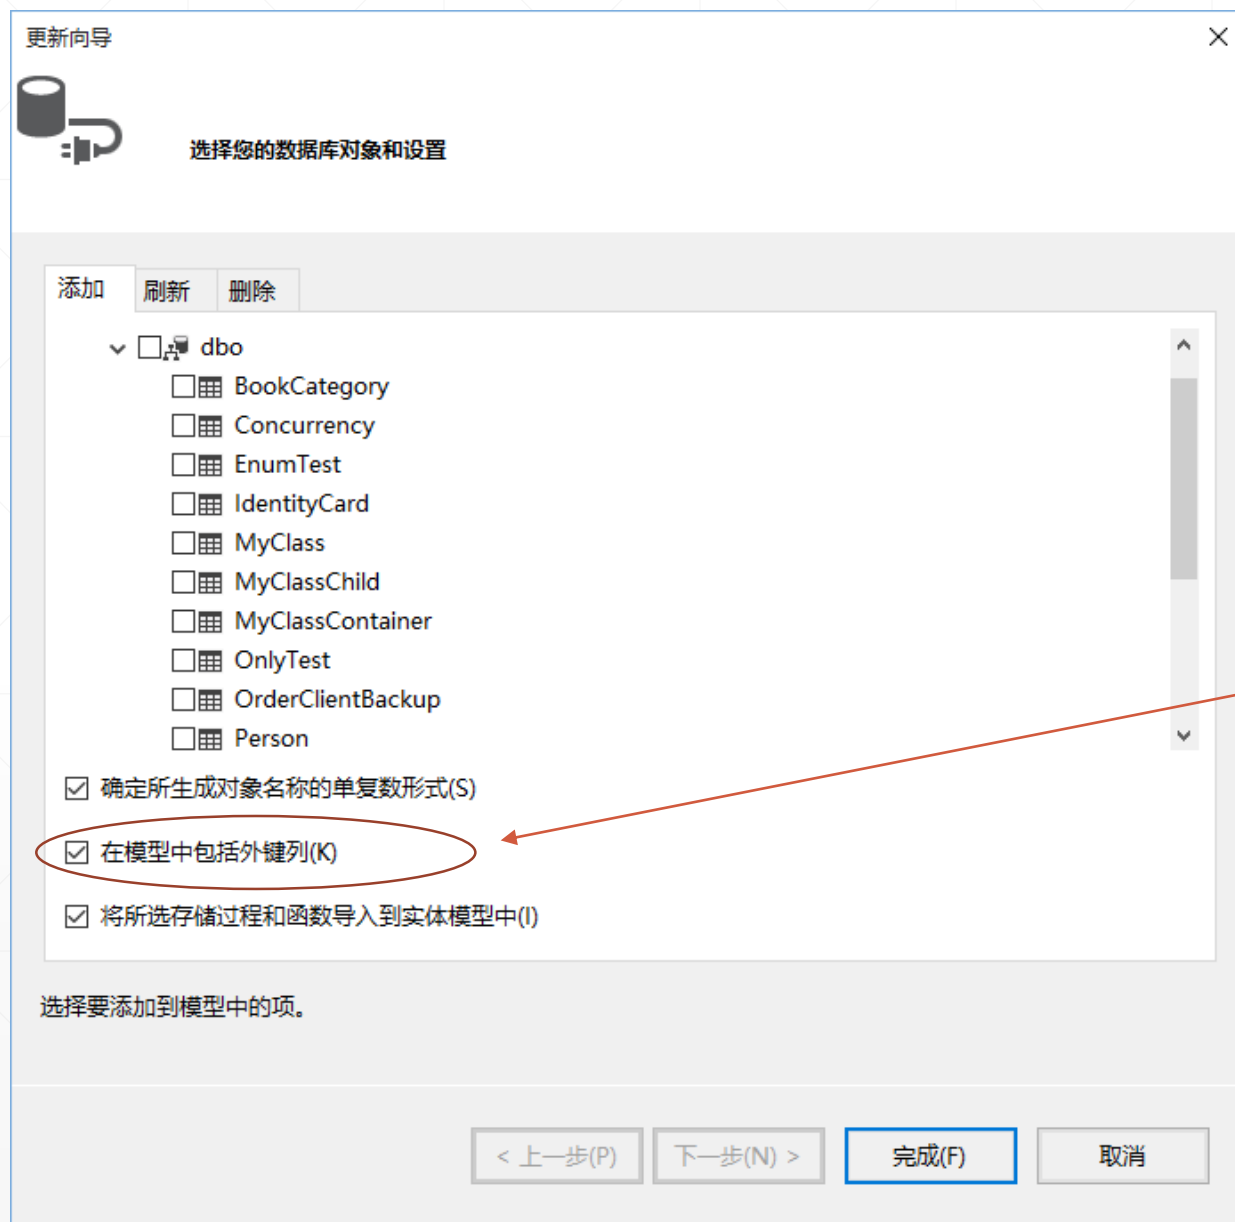 更新向导
选择您的数据库对象和设置
添加 刷新 删除
dbo
BookCategory
Concurrency
EnumTest
IdentityCard
MyClass
MyClassChild
MyClassContainer
OnlyTest
OrderClientBackup
Person
确定所生成对象名称的单复数形式(S)
在模型中包括外键列(K)
将所选存储过程和函数导入到实体模型中(I)
选择要添加到模型中的项。
< 上一步(P) 下一步(N) > 完成(F) 取消